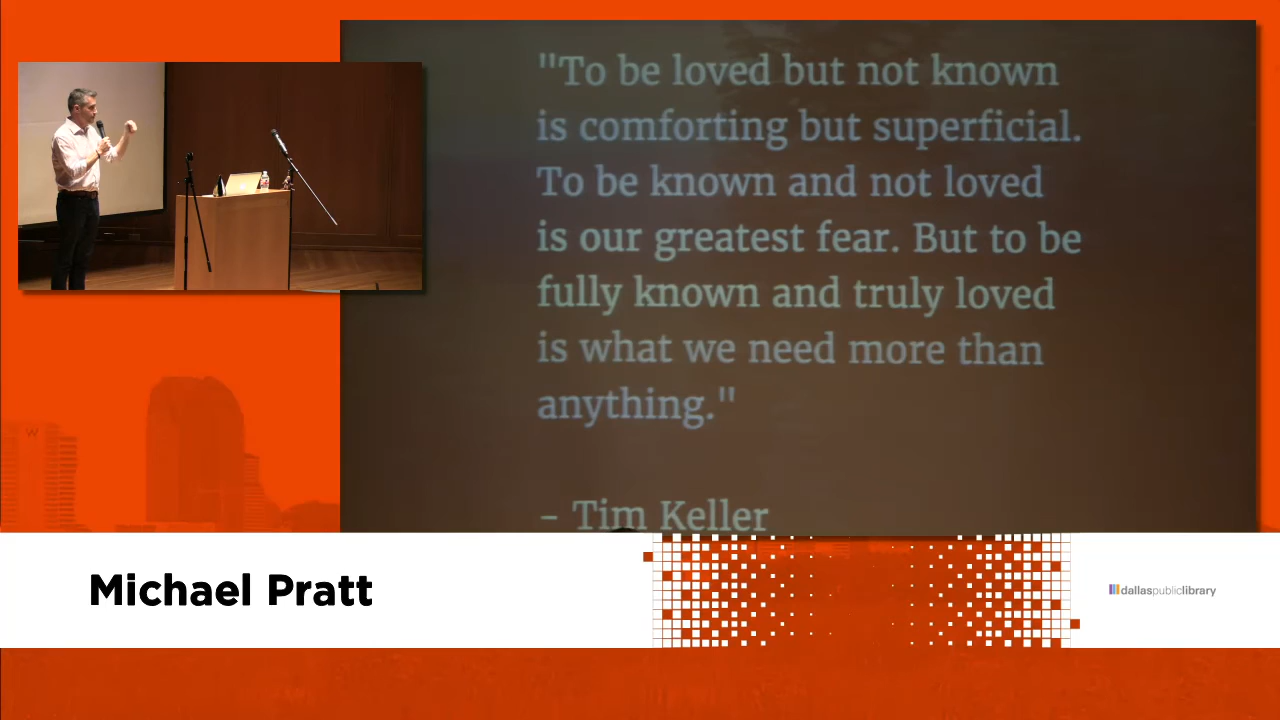 "To be loved but not known
is comforting but superficial.
To be known and not loved
is our greatest fear. But to be
fully known and truly loved
is what we need more than
anything."
- Tim Keller
Michael Pratt
dallaspubliclibrary
W